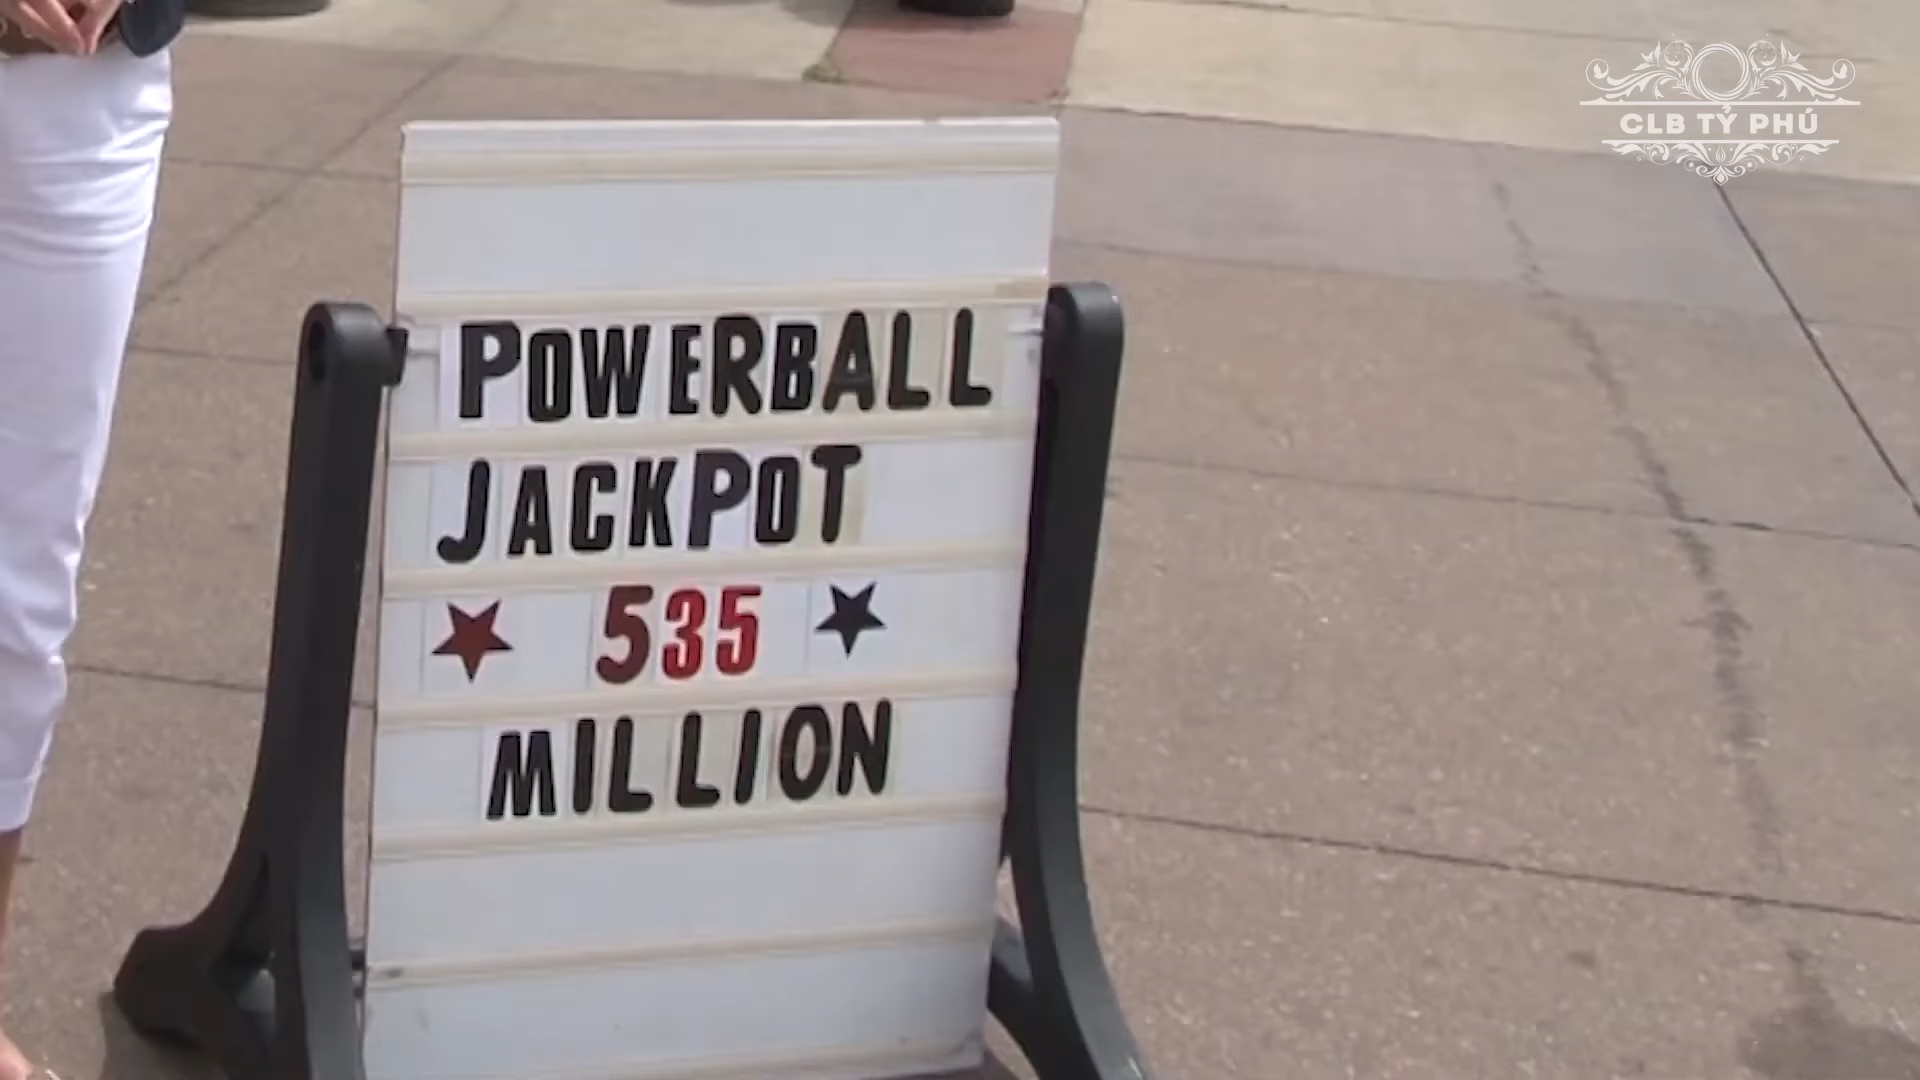 CLB TỶ PHÚ
POWERBALL
JACKPOT
★ 535 ★
MILLION